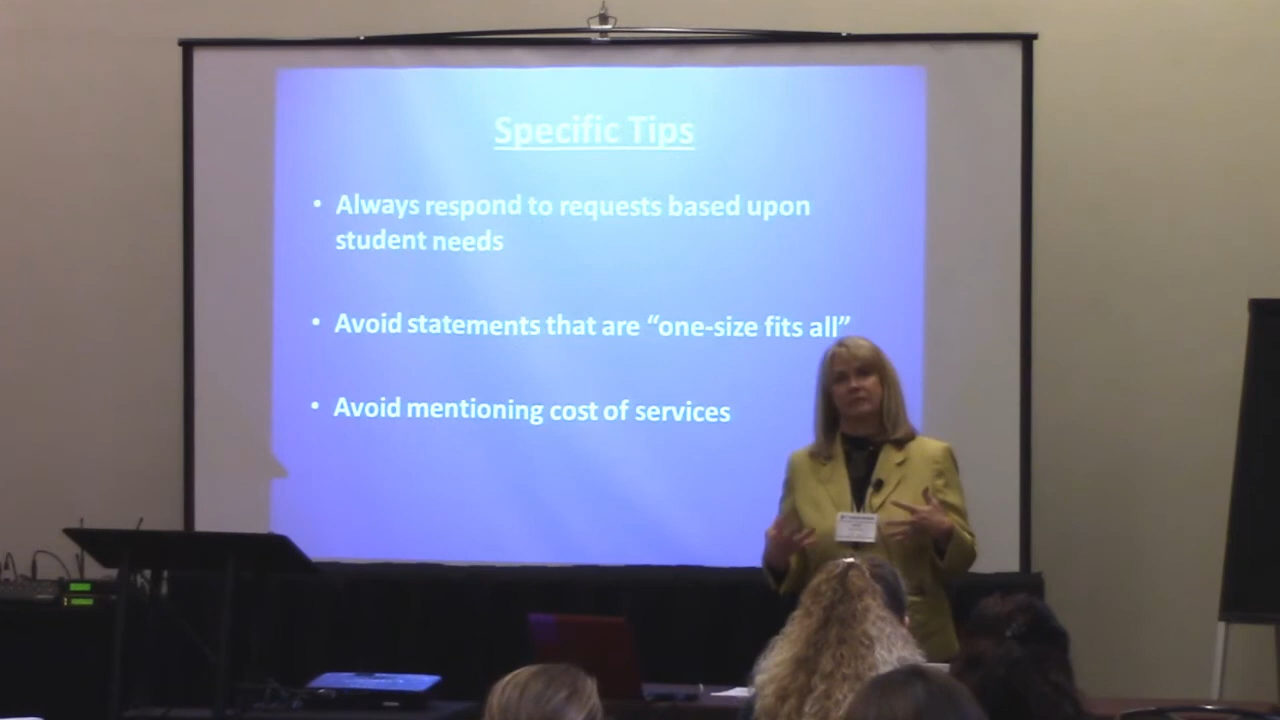 Specific Tips
• Always respond to requests based upon
student needs
• Avoid statements that are “one-size fits all”
• Avoid mentioning cost of services